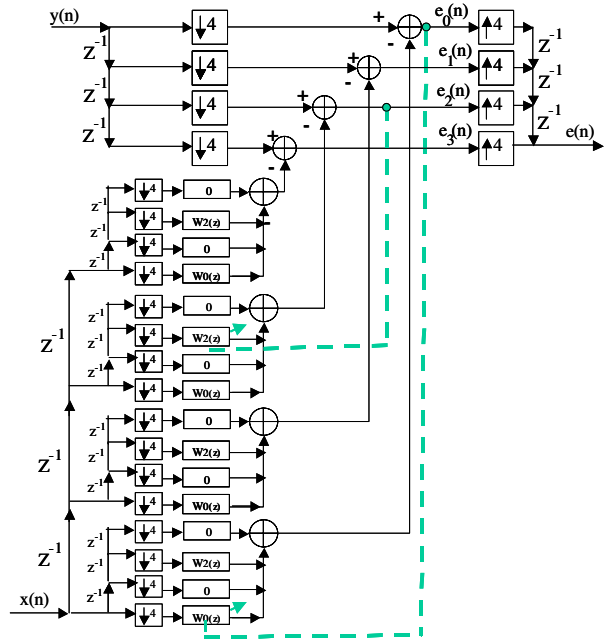 y(n) ↓4 + e₀(n) ↑4
-
Z⁻¹ Z⁻¹
↓4 + e₁(n) ↑4
-
Z⁻¹ Z⁻¹
↓4 + e₂(n) ↑4
-
Z⁻¹ Z⁻¹
↓4 + e₃(n) ↑4 e(n)
-
↓4 0
z⁻¹
↓4 W2(z) -
z⁻¹
↓4 0
z⁻¹
↓4 W0(z)
Z⁻¹
↓4 0
z⁻¹
↓4 W2(z)
z⁻¹
↓4 0
z⁻¹
↓4 W0(z)
Z⁻¹
↓4 0
z⁻¹
↓4 W2(z)
z⁻¹
↓4 0
z⁻¹
↓4 W0(z)
Z⁻¹
↓4 0
z⁻¹
↓4 W2(z)
z⁻¹
↓4 0
z⁻¹
x(n) ↓4 W0(z)